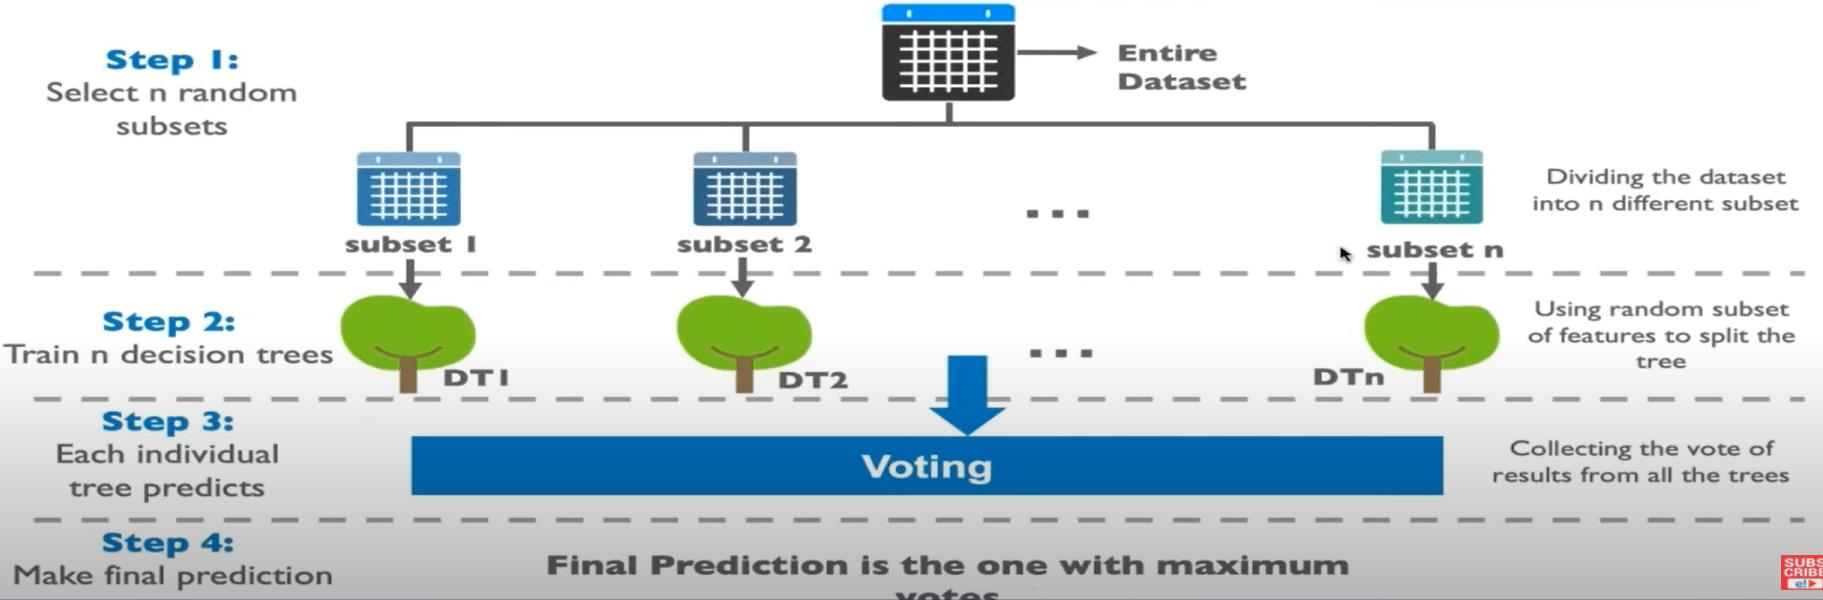 Step 1:
Select n random
subsets
Entire
Dataset
subset 1
subset 2
...
subset n
Dividing the dataset
into n different subset
Step 2:
Train n decision trees
DT1
DT2
...
DTn
Using random subset
of features to split the
tree
Step 3:
Each individual
tree predicts
Voting
Collecting the vote of
results from all the trees
Step 4:
Make final prediction
Final Prediction is the one with maximum
votes
SUBS
CRIBE
e!